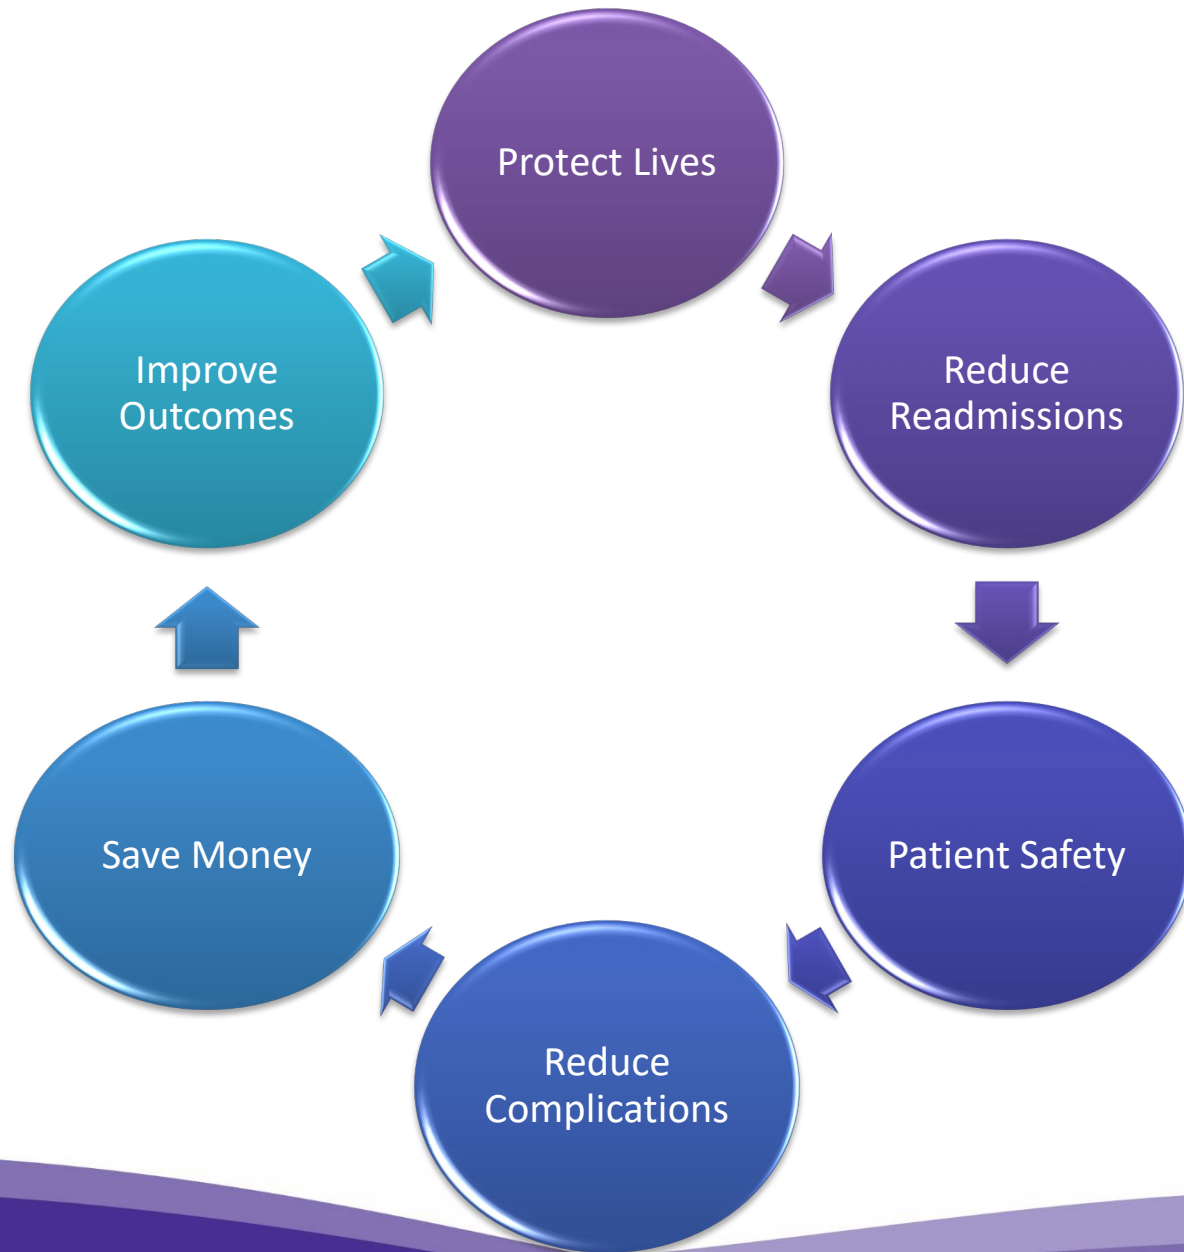 Protect Lives
Reduce
Readmissions
Patient Safety
Reduce
Complications
Save Money
Improve
Outcomes